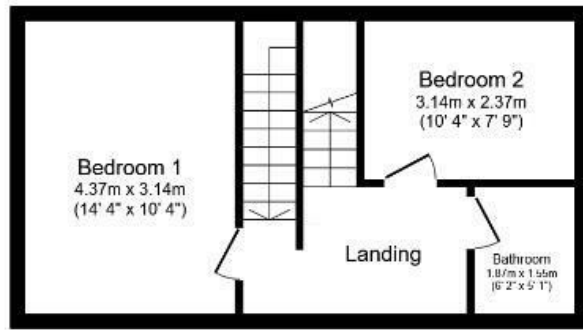 Bedroom 1
4.37m x 3.14m
(14' 4" x 10' 4")
Bedroom 2
3.14m x 2.37m
(10' 4" x 7' 9")
Landing
Bathroom
1.87m x 1.55m
(6' 2" x 5' 1")